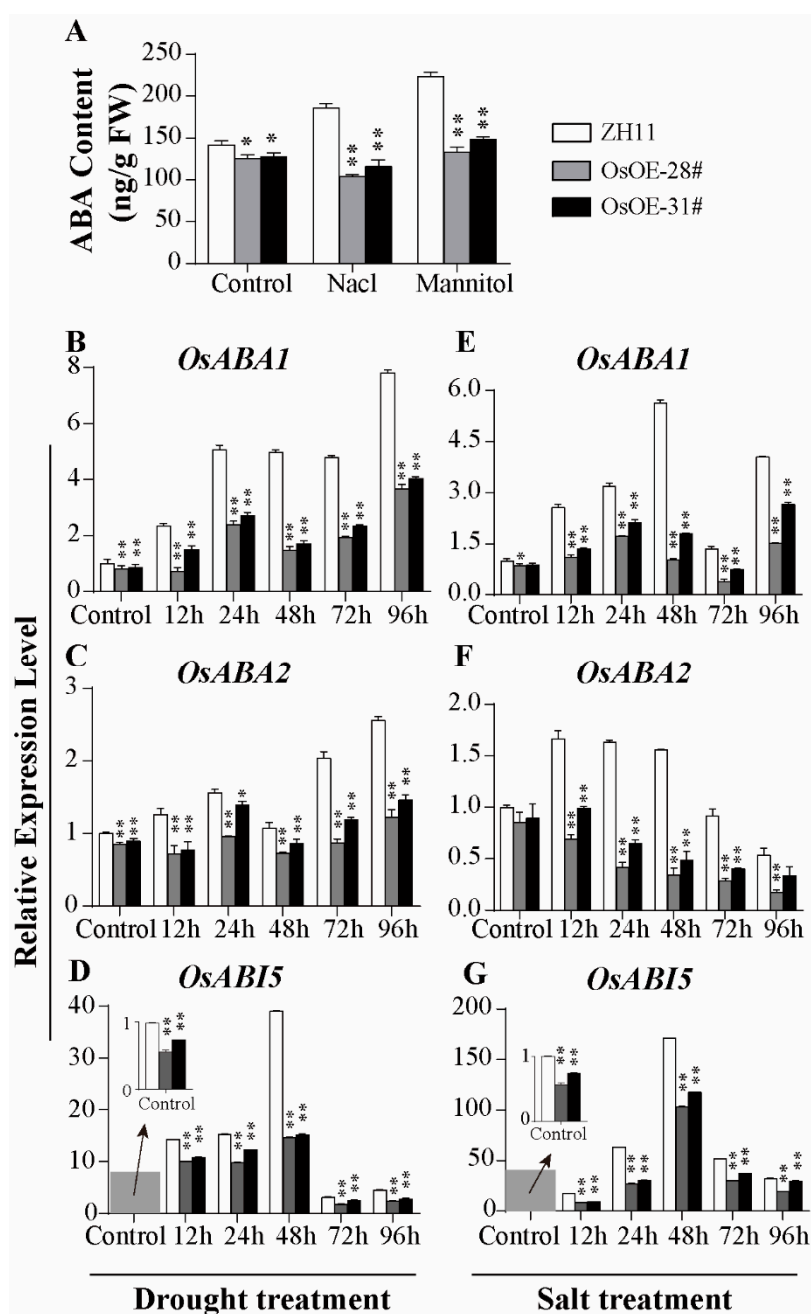 A
ABA Content
(ng/g FW)
250
200
150
100
50
0
* *
** **
** **
Control Nacl Mannitol
ZH11
OsOE-28#
OsOE-31#
Relative Expression Level
B OsABA1
8
6
4
2
0
** ** ** ** ** ** ** ** ** ** ** **
Control 12h 24h 48h 72h 96h
E OsABA1
6.0
4.5
3.0
1.5
0.0
* ** ** ** ** ** ** ** ** ** **
Control 12h 24h 48h 72h 96h
C OsABA2
3
2
1
0
** ** ** ** ** * ** ** ** ** ** **
Control 12h 24h 48h 72h 96h
F OsABA2
2.0
1.5
1.0
0.5
0.0
** ** ** ** ** ** ** ** **
Control 12h 24h 48h 72h 96h
D OsABI5
40
30
20
10
0
1
0
** **
Control
** ** ** ** ** ** ** ** ** **
Control 12h 24h 48h 72h 96h
Drought treatment
G OsABI5
200
150
100
50
0
1
0
** **
Control
** ** ** ** ** ** ** ** ** **
Control 12h 24h 48h 72h 96h
Salt treatment